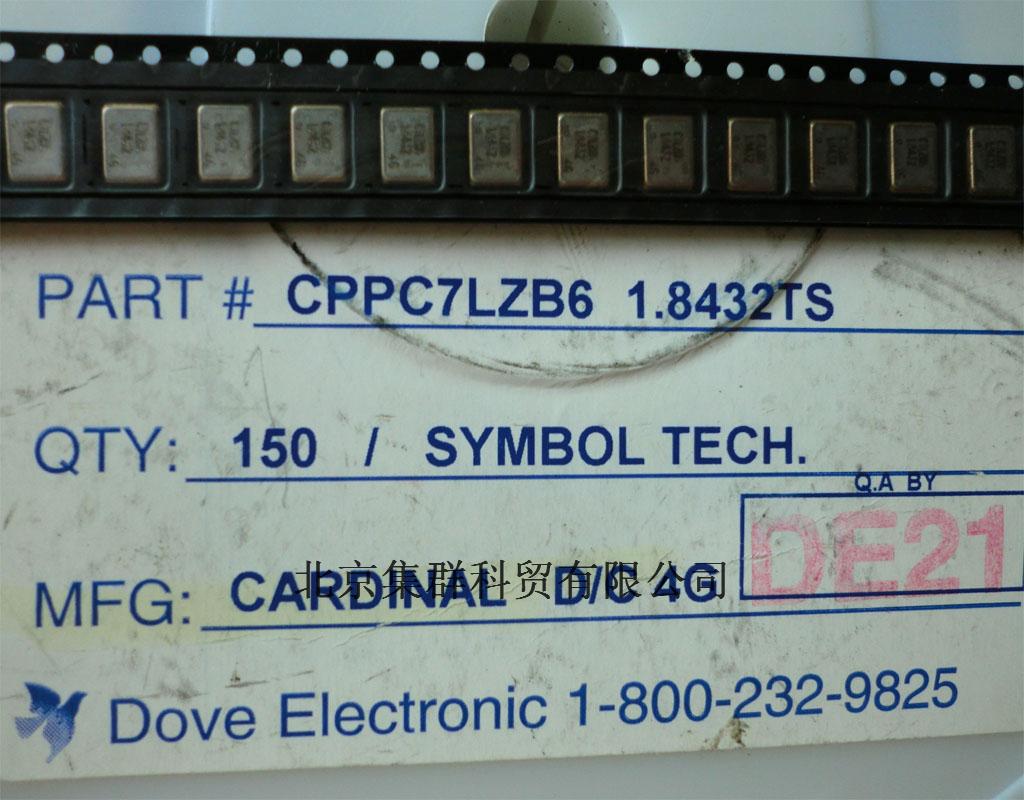 PART # CPPC7LZB6 1.8432TS
QTY: 150 / SYMBOL TECH.
Q.A BY
DE21
MFG: CARDINAL D/C 4G
北京集群科贸有限公司
Dove Electronic 1-800-232-9825